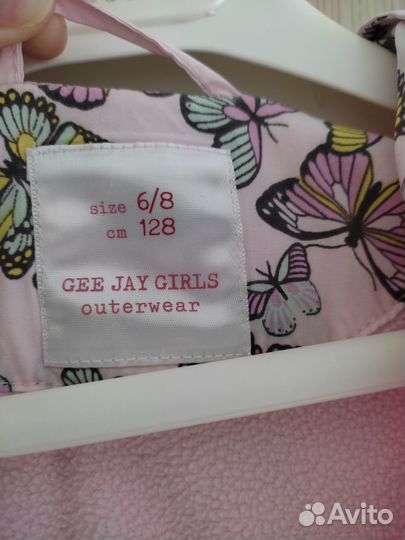 size 6/8
cm 128
GEE JAY GIRLS
outerwear
Avito